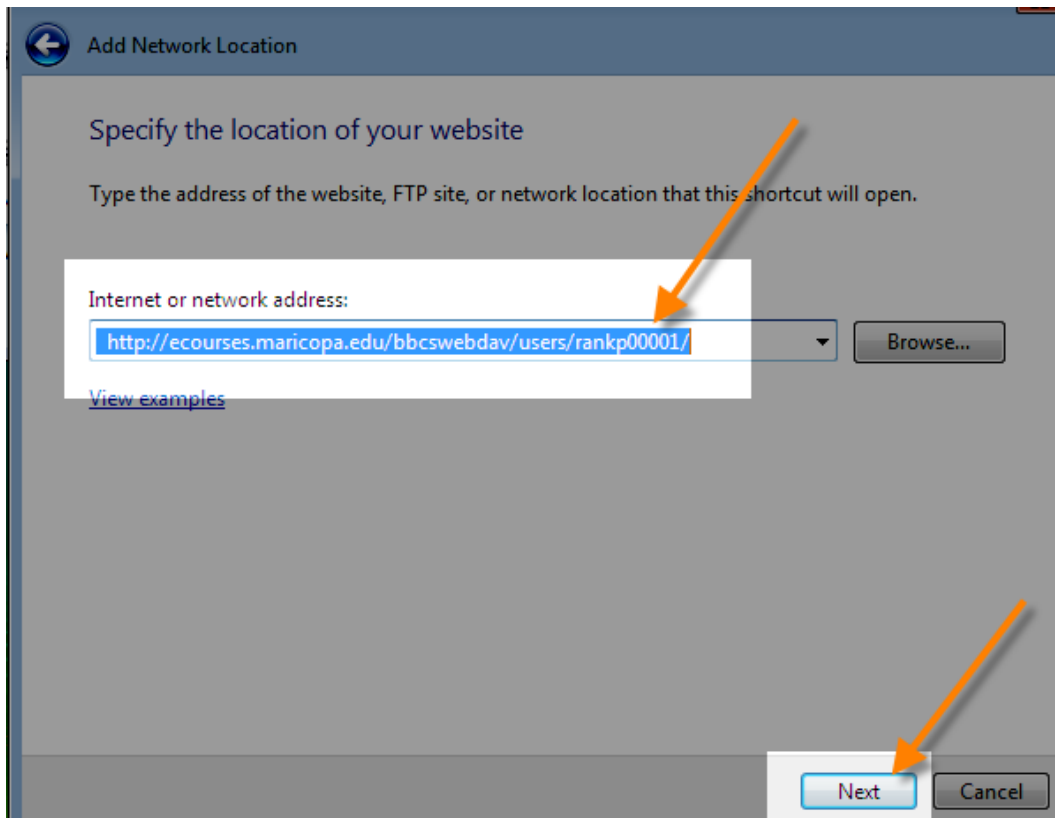 Add Network Location
Specify the location of your website
Type the address of the website, FTP site, or network location that this shortcut will open.
Internet or network address:
http://ecourses.maricopa.edu/bbcswebdav/users/rankp00001/
Browse...
View examples
Next
Cancel